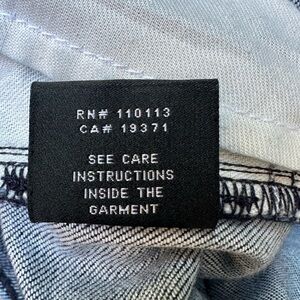 RN# 110113
CA# 19371
SEE CARE
INSTRUCTIONS
INSIDE THE
GARMENT